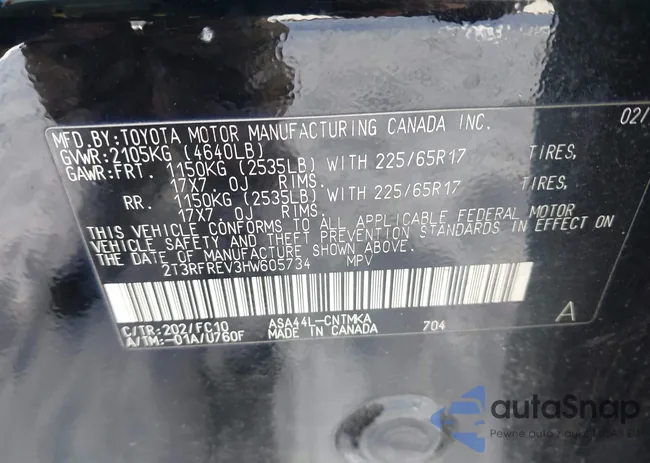 MFD.BY:TOYOTA MOTOR MANUFACTURING CANADA INC. 02/
GVWR:2105KG (4640LB)
GAWR:FRT. 1150KG (2535LB) WITH 225/65R17 TIRES,
17X7.0J RIMS.
RR. 1150KG (2535LB) WITH 225/65R17 TIRES,
17X7.0J RIMS.
THIS VEHICLE CONFORMS TO ALL APPLICABLE FEDERAL MOTOR
VEHICLE SAFETY AND THEFT PREVENTION STANDARDS IN EFFECT ON
THE DATE OF MANUFACTURE SHOWN ABOVE.
2T3RFREV3HW605734 MPV
A
C/TR:202/FC10 ASA44L-CNTMKA 704
A/TM:-01A/U760F MADE IN CANADA
autaSnap
Pewne auta z